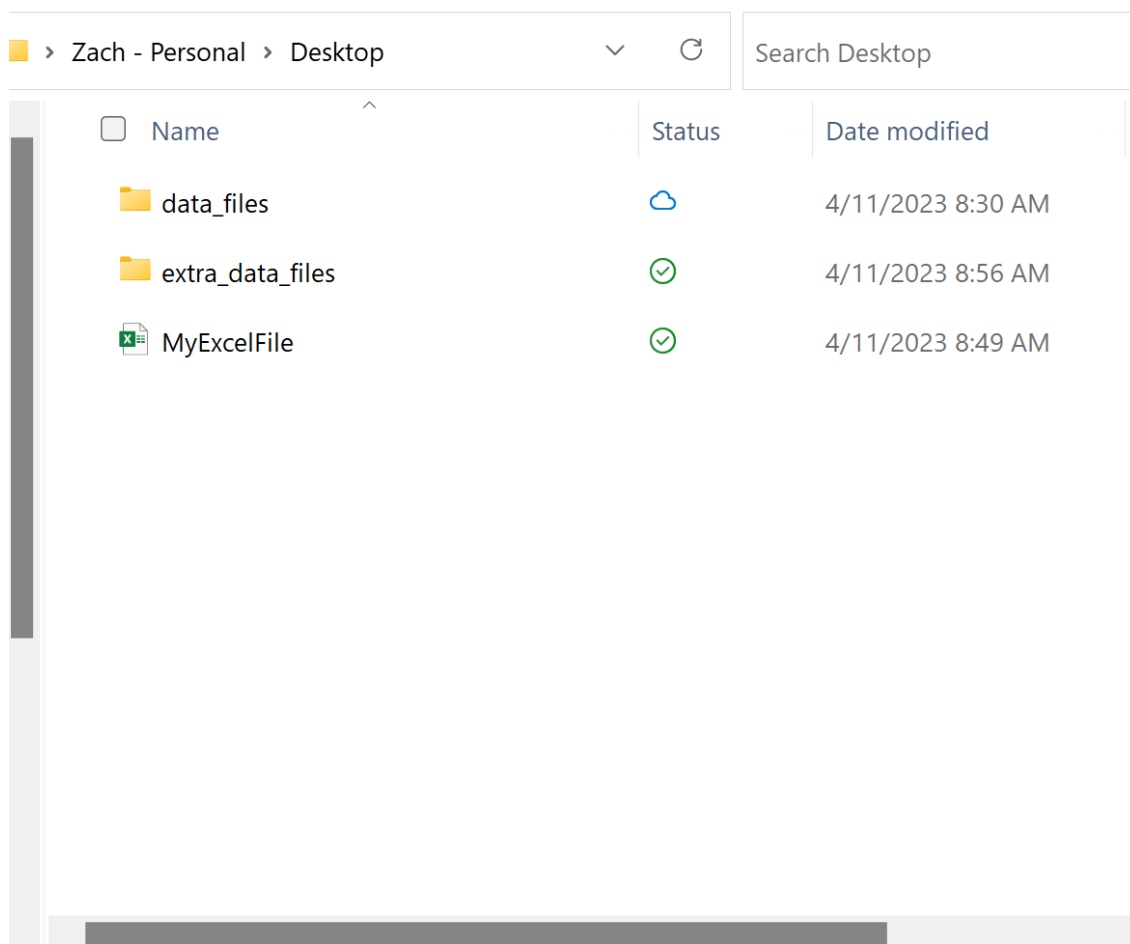 Zach - Personal > Desktop Search Desktop
Name Status Date modified
data_files 4/11/2023 8:30 AM
extra_data_files 4/11/2023 8:56 AM
MyExcelFile 4/11/2023 8:49 AM